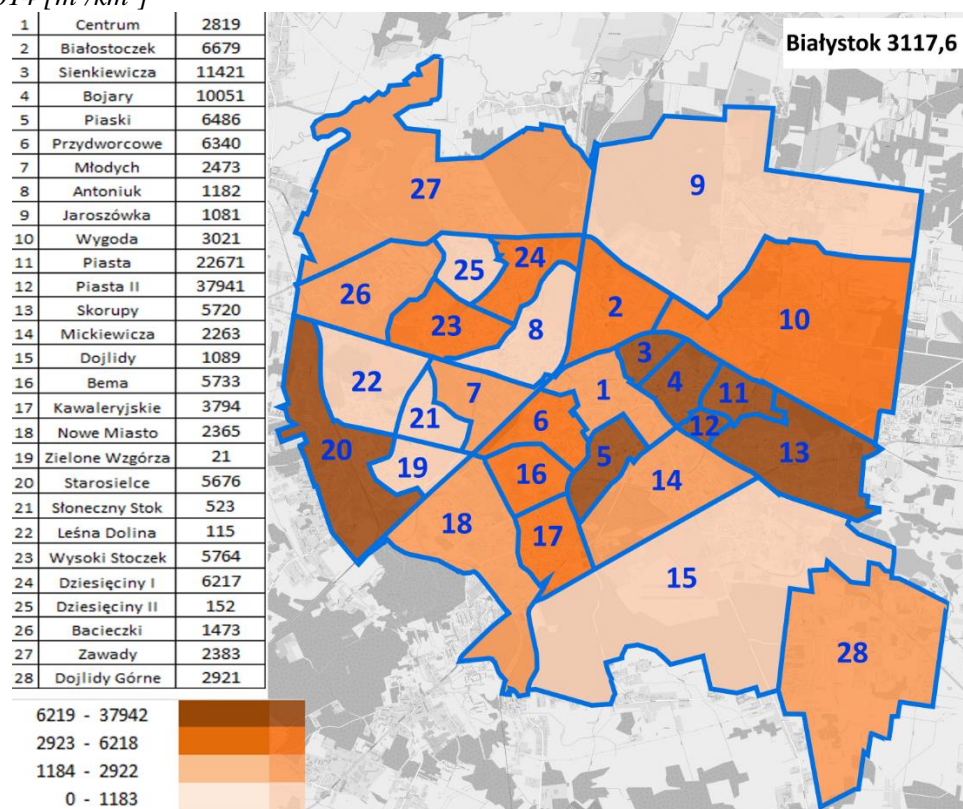 014 [m²/km²]
Białystok 3117,6
1 Centrum 2819
2 Białostoczek 6679
3 Sienkiewicza 11421
4 Bojary 10051
5 Piaski 6486
6 Przydworcowe 6340
7 Młodych 2473
8 Antoniuk 1182
9 Jaroszówka 1081
10 Wygoda 3021
11 Piasta 22671
12 Piasta II 37941
13 Skorupy 5720
14 Mickiewicza 2263
15 Dojlidy 1089
16 Bema 5733
17 Kawaleryjskie 3794
18 Nowe Miasto 2365
19 Zielone Wzgórza 21
20 Starosielce 5676
21 Słoneczny Stok 523
22 Leśna Dolina 115
23 Wysoki Stoczek 5764
24 Dziesięciny I 6217
25 Dziesięciny II 152
26 Bacieczki 1473
27 Zawady 2383
28 Dojlidy Górne 2921
6219 - 37942
2923 - 6218
1184 - 2922
0 - 1183
27
9
25
24
26
2
10
23
8
3
22
7
1
4
11
21
6
12
20
5
13
19
16
14
18
17
15
28